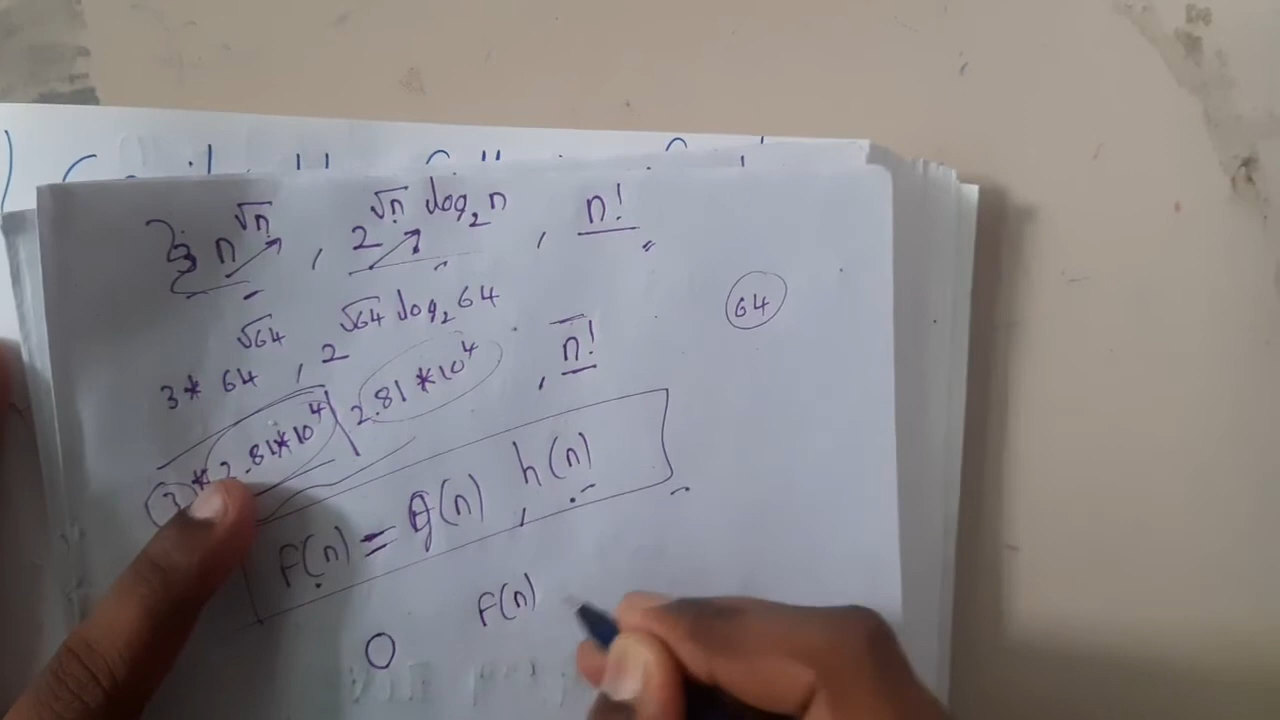 3 n^√n , 2^√n log₂n , n!
64
3* 64^√64 , 2^√64 log₂64 , n!
3 * 2.81*10⁴ 2.81*10⁴
F(n) = g(n) , h(n)
O F(n)